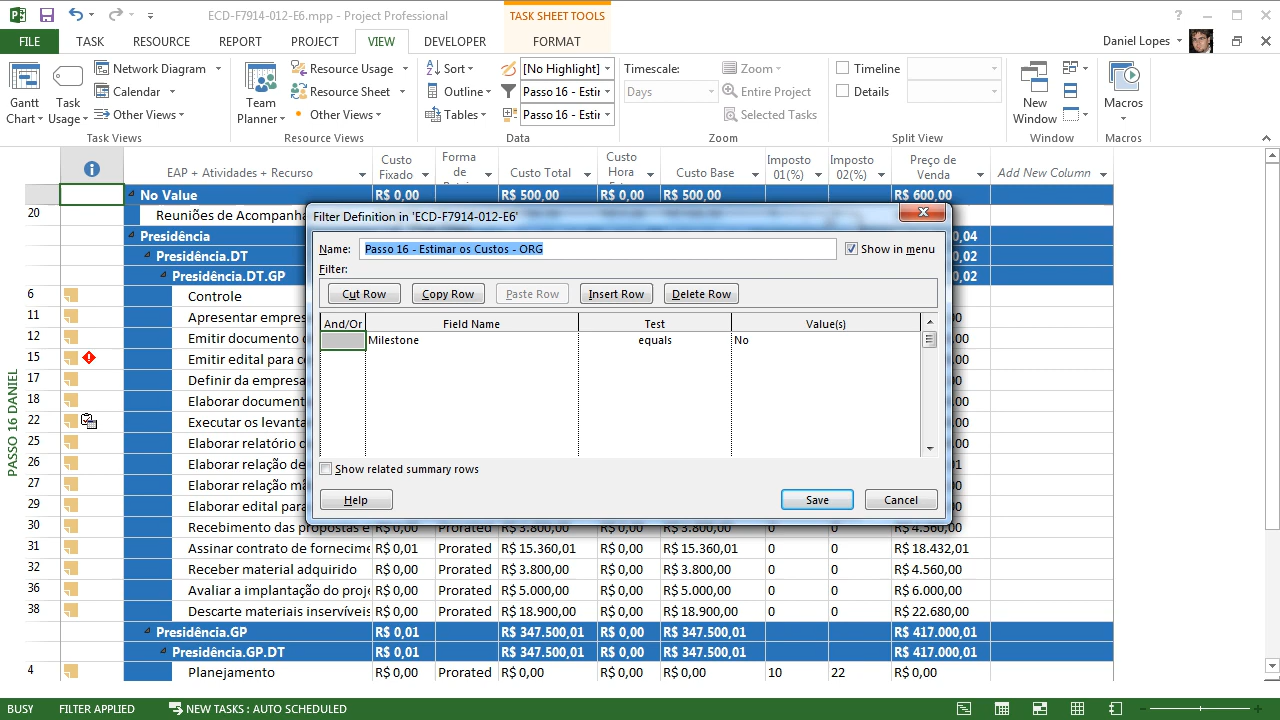 ECD-F7914-012-E6.mpp - Project Professional
TASK SHEET TOOLS
FILE TASK RESOURCE REPORT PROJECT VIEW DEVELOPER FORMAT
Daniel Lopes
Gantt Chart
Task Usage
Network Diagram
Calendar
Other Views
Task Views
Team Planner
Resource Usage
Resource Sheet
Other Views
Resource Views
Sort
Outline
Tables
[No Highlight]
Passo 16 - Estir
Passo 16 - Estir
Data
Timescale:
Days
Zoom
Entire Project
Selected Tasks
Zoom
Timeline
Details
Split View
New Window
Window
Macros
Macros
EAP + Atividades + Recurso
Custo Fixado
Forma de
Custo Total
Custo Hora
Custo Base
Imposto 01(%)
Imposto 02(%)
Preço de Venda
Add New Column
No Value R$ 0,00 R$ 500,00 R$ 0,00 R$ 500,00 R$ 600,00
20 Reuniões de Acompanha
Presidência ,04
Presidência.DT ,02
Presidência.DT.GP ,02
Filter Definition in 'ECD-F7914-012-E6'
Name: Passo 16 - Estimar os Custos - ORG
Show in menu
Filter:
Cut Row Copy Row Paste Row Insert Row Delete Row
And/Or Field Name Test Value(s)
Milestone equals No
Show related summary rows
Help Save Cancel
6 Controle
11 Apresentar empres ,00
12 Emitir documento d ,00
15 Emitir edital para co ,00
17 Definir da empresa ,00
18 Elaborar document ,00
22 Executar os levanta ,00
25 Elaborar relatório d ,00
26 Elaborar relação de 01
27 Elaborar relação ma ,00
29 Elaborar edital para ,00
30 Recebimento das propostas e R$ 0,00 Prorated R$ 3.800,00 R$ 0,00 R$ 3.800,00 0 0 R$ 4.560,00
31 Assinar contrato de fornecime R$ 0,01 Prorated R$ 15.360,01 R$ 0,00 R$ 15.360,01 0 0 R$ 18.432,01
32 Receber material adquirido R$ 0,00 Prorated R$ 3.800,00 R$ 0,00 R$ 3.800,00 0 R$ 4.560,00
36 Avaliar a implantação do proje R$ 0,00 Prorated R$ 5.000,00 R$ 0,00 R$ 5.000,00 0 0 R$ 6.000,00
38 Descarte materiais inservíveis R$ 0,00 Prorated R$ 18.900,00 R$ 0,00 R$ 18.900,00 0 0 R$ 22.680,00
Presidência.GP R$ 0,01 R$ 347.500,01 R$ 0,00 R$ 347.500,01 R$ 417.000,01
Presidência.GP.DT R$ 0,01 R$ 347.500,01 R$ 0,00 R$ 347.500,01 R$ 417.000,01
4 Planejamento R$ 0,00 Prorated R$ 0,00 R$ 0,00 R$ 0,00 10 22 R$ 0,00
PASSO 16 DANIEL
BUSY FILTER APPLIED NEW TASKS : AUTO SCHEDULED